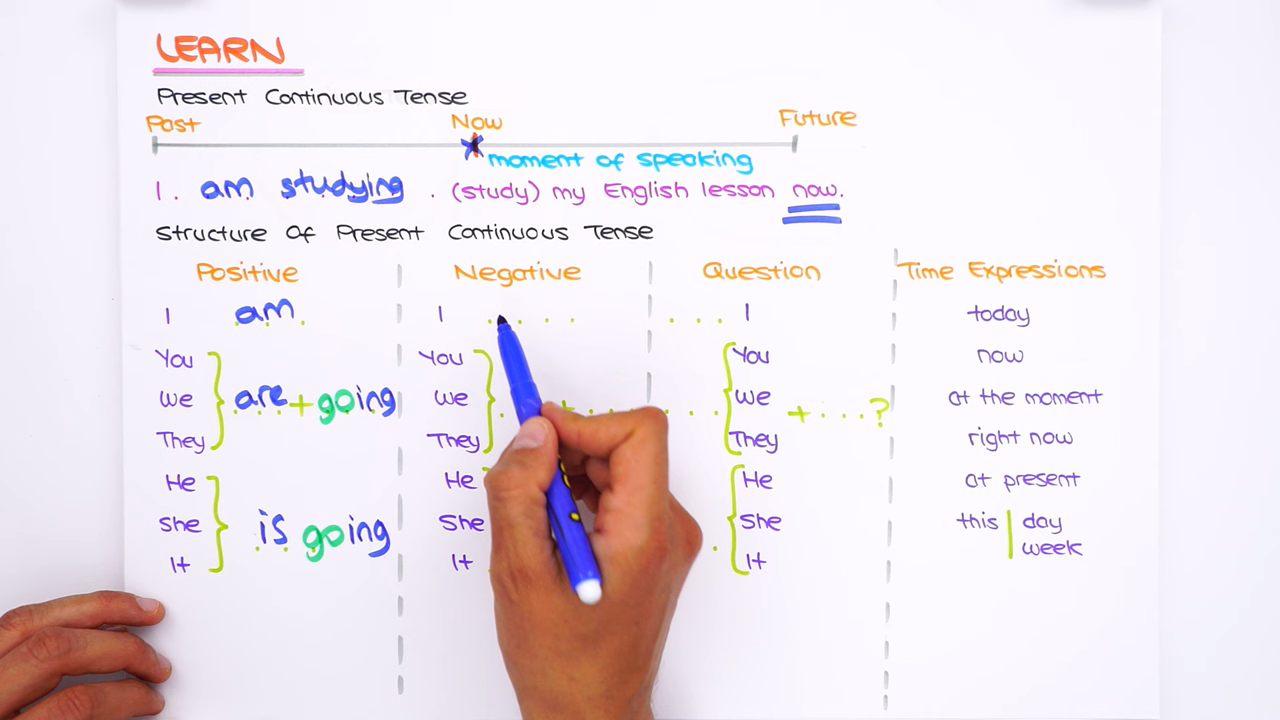 LEARN
Present Continuous Tense
Past Now Future
moment of speaking
I . am studying . (study) my English lesson now.
Structure Of Present Continuous Tense
Positive
I am
You
We
They
are + going
He
She
It
is going
Negative
I . . . .
You
We
They
. + . . .
He
She
It
Question
. . . . I
. . . You
We
They
+ . . . ?
He
She
It
Time Expressions
today
now
at the moment
right now
at present
this day
week